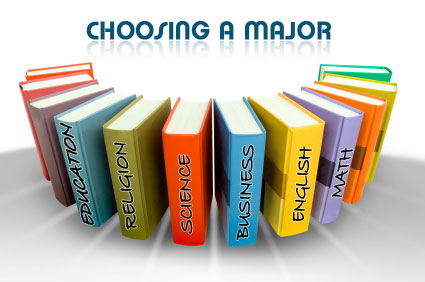 CHOOSING A MAJOR
EDUCATION
RELIGION
SCIENCE
BUSINESS
ENGLISH
MATH